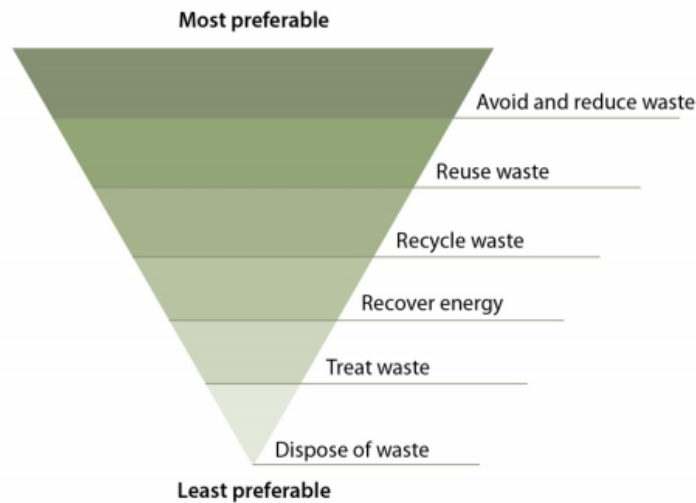 Most preferable
Avoid and reduce waste
Reuse waste
Recycle waste
Recover energy
Treat waste
Dispose of waste
Least preferable